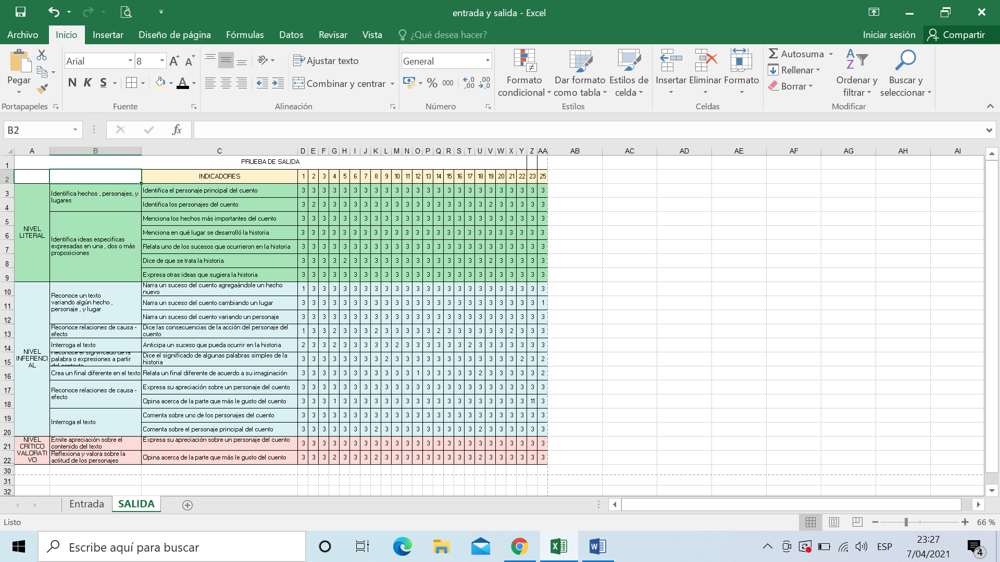 entrada y salida - Excel
Archivo Inicio Insertar Diseño de página Fórmulas Datos Revisar Vista ¿Qué desea hacer? Iniciar sesión Compartir
Pegar
Arial 8
N K S
Ajustar texto
Combinar y centrar
General
% 000
Formato condicional
Dar formato como tabla
Estilos de celda
Insertar Eliminar Formato
Autosuma
Rellenar
Borrar
Ordenar y filtrar
Buscar y seleccionar
Portapapeles Fuente Alineación Número Estilos Celdas Modificar
B2 fx
A B C D E F G H I J K L M N O P Q R S T U V W X Y Z AA AB AC AD AE AF AG AH AI
1 PRUEBA DE SALIDA
2 INDICADORES 1 2 3 4 5 6 7 8 9 10 11 12 13 14 15 16 17 18 19 20 21 22 23 25
NIVEL LITERAL
Identifica hechos , personajes, y lugares
3 Identifica el personaje principal del cuento 3 3 3 3 3 3 3 3 3 3 3 3 3 3 3 3 3 3 3 3 3 3 3 3
4 Identifica los personajes del cuento 3 2 3 3 3 3 3 3 3 3 3 3 3 3 3 3 3 3 2 3 3 3 3 3
Identifica ideas especificas expresadas en una , dos o más proposiciones
5 Menciona los hechos más importantes del cuento 3 3 3 3 3 3 3 3 3 3 3 3 3 3 3 3 3 3 3 3 3 3 3 3
6 Menciona en qué lugar se desarrolló la historia 3 3 3 3 3 3 3 3 3 3 3 3 3 3 3 3 3 3 3 3 3 3 3 3
7 Relata uno de los sucesos que ocurrieron en la historia 3 3 3 3 3 3 3 3 3 3 3 3 3 3 3 3 3 3 3 3 3 3 3 3
8 Dice de que se trata la historia 3 3 3 3 2 3 3 3 3 3 3 3 3 3 3 3 3 3 2 3 3 3 3 3
9 Expresa otras ideas que sugiera la historia 3 3 3 3 3 3 3 3 3 3 3 3 3 3 3 3 3 3 3 3 3 3 3 3
NIVEL INFERENCI AL
Reconoce un texto variando algún hecho , personaje , y lugar
10 Narra un suceso del cuento agregaándole un hecho nuevo 1 3 3 3 3 3 3 3 3 3 3 3 3 3 3 3 3 3 3 3 3 3 3 3
11 Narra un suceso del cuento cambiando un lugar 3 3 3 3 3 3 3 3 3 3 3 3 3 3 3 3 3 3 3 3 3 3 3 1
12 Narra un suceso del cuento variando un personaje 3 3 3 3 3 3 3 3 3 3 3 3 3 3 3 3 3 3 3 3 3 3 3 3
13 Reconoce relaciones de causa - efecto Dice las consecuencias de la acción del personaje del cuento 1 3 3 2 3 3 3 2 3 3 3 3 3 2 3 3 3 3 3 3 2 3 3 3
14 Interroga el texto Anticipa un suceso que pueda ocurrir en la historia 2 3 3 2 3 3 3 3 3 2 3 3 3 3 3 3 2 3 3 3 3 3 3 3
15 Reconoce el significado de la palabra o expresiones a partir del contexto Dice el significado de algunas palabras simples de la historia 3 3 3 3 3 3 3 3 2 3 3 3 3 3 3 3 3 3 3 3 3 2 3 2
16 Crea un final diferente en el texto Relata un final diferente de acuerdo a su imaginación 3 3 3 3 3 3 3 3 3 3 3 1 3 3 3 3 3 2 3 3 3 3 3 2
Reconoce relaciones de causa - efecto
17 Expresa su apreciación sobre un personaje del cuento 3 3 3 3 3 3 3 3 3 3 3 3 3 3 3 3 3 3 3 3 3 3 3 3
18 Opina acerca de la parte que más le gusto del cuento 3 3 3 1 3 3 3 3 3 3 3 3 3 3 3 3 3 3 3 3 3 3 11 3
Interroga el texto
19 Comenta sobre uno de los personajes del cuento 3 3 3 3 3 3 3 3 3 3 3 3 3 3 3 3 3 3 3 3 3 3 3 3
20 Comenta sobre el personaje principal del cuento 3 3 3 3 3 3 3 2 3 3 3 3 3 3 3 3 3 2 3 3 3 3 3 3
NIVEL CRÍTICO VALORATI VO
21 Emite apreciación sobre el contenido del texto Expresa su apreciación sobre un personaje del cuento 3 3 3 3 3 3 3 3 3 3 3 3 3 3 3 3 3 3 3 3 3 3 3 3
22 Reflexiona y valora sobre la actitud de los personajes Opina acerca de la parte que más le gusto del cuento 3 3 3 2 3 3 3 2 3 3 3 3 3 3 3 3 3 2 3 3 3 3 3 3
30
31
32
Entrada SALIDA
Listo 66 %
Escribe aquí para buscar
ESP
23:27
7/04/2021
4